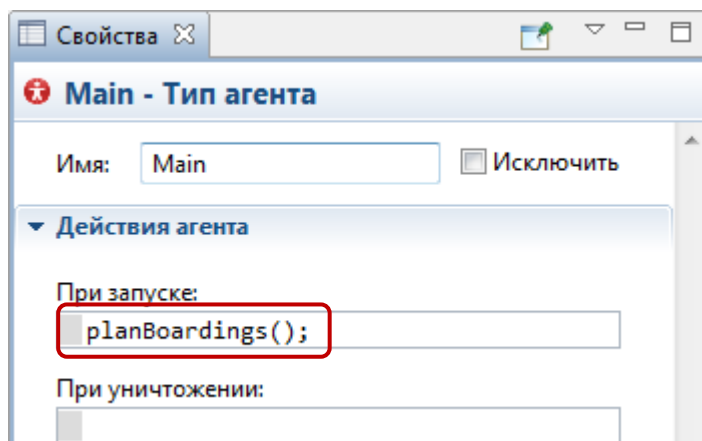 Свойства
Main - Тип агента
Имя: Main Исключить
Действия агента
При запуске:
planBoardings();
При уничтожении: